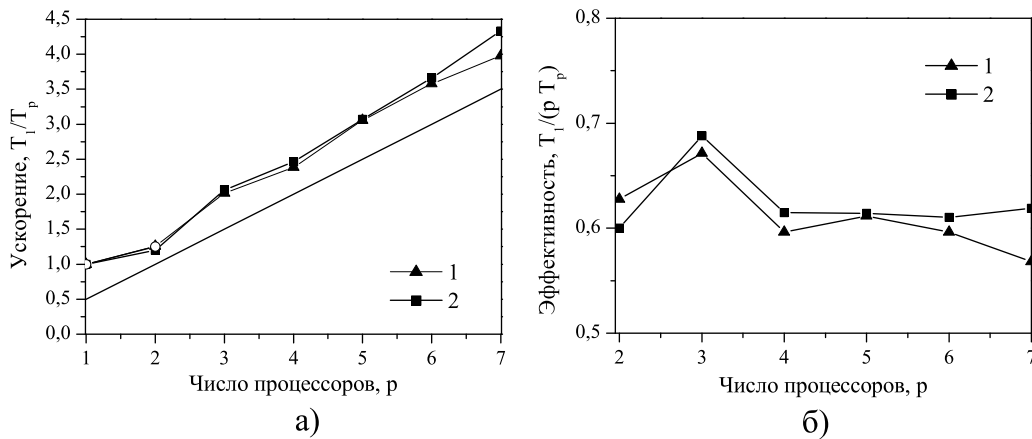 Ускорение, T1/Tp
4,5
4,0
3,5
3,0
2,5
2,0
1,5
1,0
0,5
0,0
1 2 3 4 5 6 7
1
2
Число процессоров, p
а)
Эффективность, T1/(p Tp)
0,8
0,7
0,6
0,5
2 3 4 5 6 7
1
2
Число процессоров, p
б)